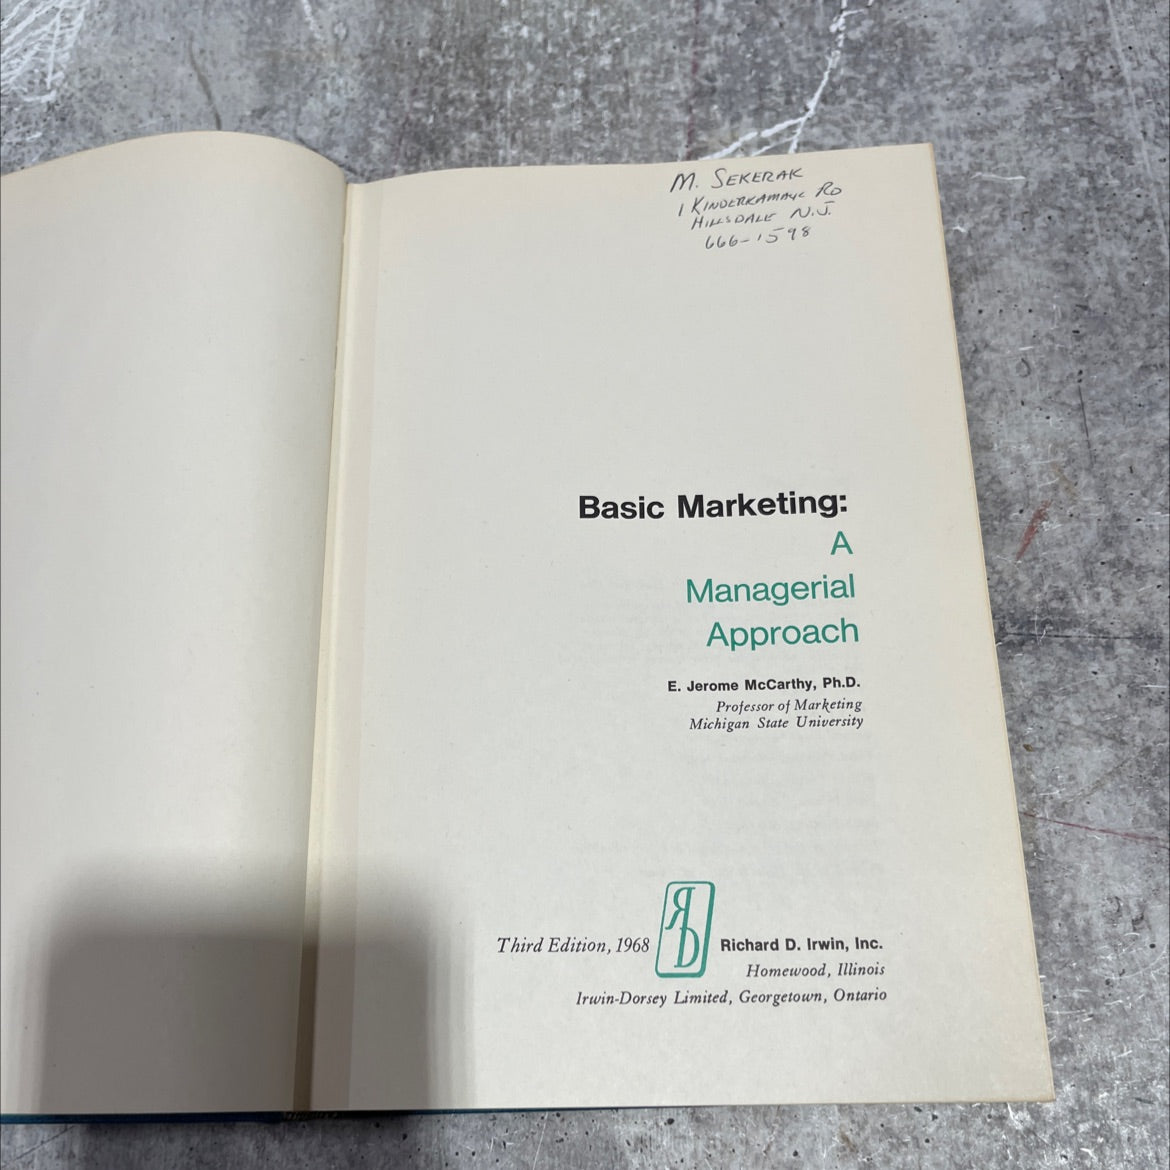 M. SEKERAK
1 KINDERKAMACK RD
HILLSDALE N.J.
666-1598
Basic Marketing:
A
Managerial
Approach
E. Jerome McCarthy, Ph.D.
Professor of Marketing
Michigan State University
Third Edition, 1968
Richard D. Irwin, Inc.
Homewood, Illinois
Irwin-Dorsey Limited, Georgetown, Ontario